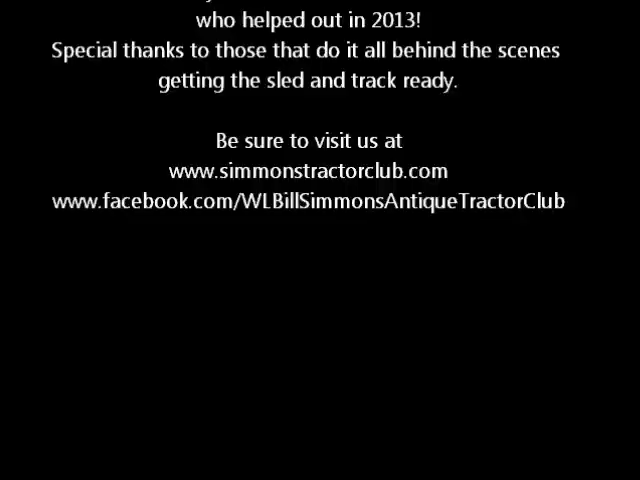 who helped out in 2013!
Special thanks to those that do it all behind the scenes
getting the sled and track ready.
Be sure to visit us at
www.simmonstractorclub.com
www.facebook.com/WLBillSimmonsAntiqueTractorClub